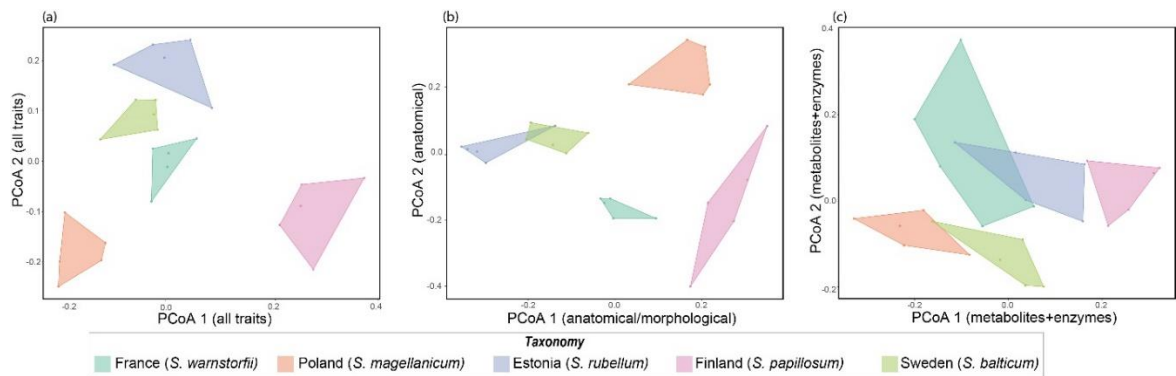 (a)
PCoA 2 (all traits)
0.2
0.1
0.0
-0.1
-0.2
-0.2
0.0
0.2
0.4
PCoA 1 (all traits)
(b)
PCoA 2 (anatomical)
0.2
0.0
-0.2
-0.4
-0.2
0.0
0.2
PCoA 1 (anatomical/morphological)
(c)
PCoA 2 (metabolites+enzymes)
0.4
0.2
0.0
0.2
-0.2
0.0
0.2
PCoA 1 (metabolites+enzymes)
Taxonomy
France (S. warnstorfii) Poland (S. magellanicum) Estonia (S. rubellum) Finland (S. papillosum) Sweden (S. balticum)